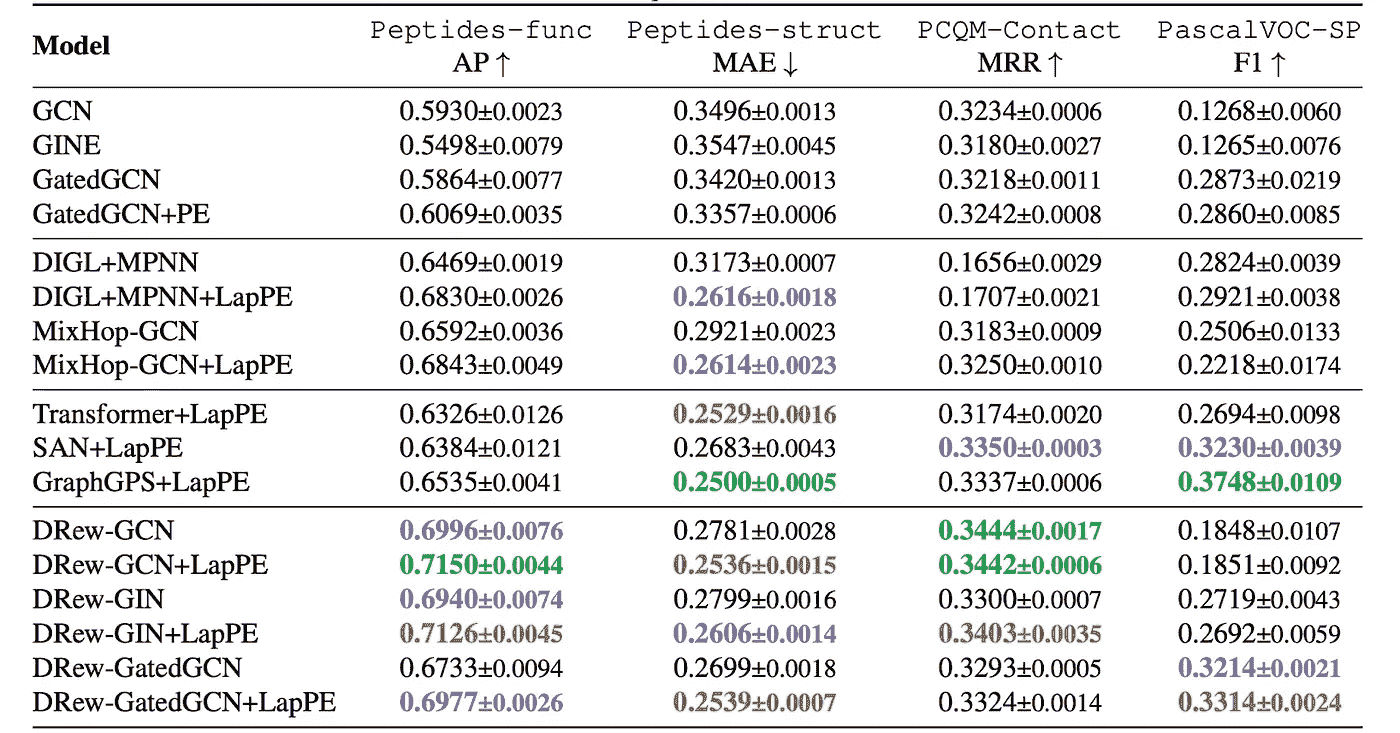 Model Peptides-func Peptides-struct PCQM-Contact PascalVOC-SP
AP ↑ MAE ↓ MRR ↑ F1 ↑
GCN 0.5930±0.0023 0.3496±0.0013 0.3234±0.0006 0.1268±0.0060
GINE 0.5498±0.0079 0.3547±0.0045 0.3180±0.0027 0.1265±0.0076
GatedGCN 0.5864±0.0077 0.3420±0.0013 0.3218±0.0011 0.2873±0.0219
GatedGCN+PE 0.6069±0.0035 0.3357±0.0006 0.3242±0.0008 0.2860±0.0085
DIGL+MPNN 0.6469±0.0019 0.3173±0.0007 0.1656±0.0029 0.2824±0.0039
DIGL+MPNN+LapPE 0.6830±0.0026 0.2616±0.0018 0.1707±0.0021 0.2921±0.0038
MixHop-GCN 0.6592±0.0036 0.2921±0.0023 0.3183±0.0009 0.2506±0.0133
MixHop-GCN+LapPE 0.6843±0.0049 0.2614±0.0023 0.3250±0.0010 0.2218±0.0174
Transformer+LapPE 0.6326±0.0126 0.2529±0.0016 0.3174±0.0020 0.2694±0.0098
SAN+LapPE 0.6384±0.0121 0.2683±0.0043 0.3350±0.0003 0.3230±0.0039
GraphGPS+LapPE 0.6535±0.0041 0.2500±0.0005 0.3337±0.0006 0.3748±0.0109
DRew-GCN 0.6996±0.0076 0.2781±0.0028 0.3444±0.0017 0.1848±0.0107
DRew-GCN+LapPE 0.7150±0.0044 0.2536±0.0015 0.3442±0.0006 0.1851±0.0092
DRew-GIN 0.6940±0.0074 0.2799±0.0016 0.3300±0.0007 0.2719±0.0043
DRew-GIN+LapPE 0.7126±0.0045 0.2606±0.0014 0.3403±0.0035 0.2692±0.0059
DRew-GatedGCN 0.6733±0.0094 0.2699±0.0018 0.3293±0.0005 0.3214±0.0021
DRew-GatedGCN+LapPE 0.6977±0.0026 0.2539±0.0007 0.3324±0.0014 0.3314±0.0024